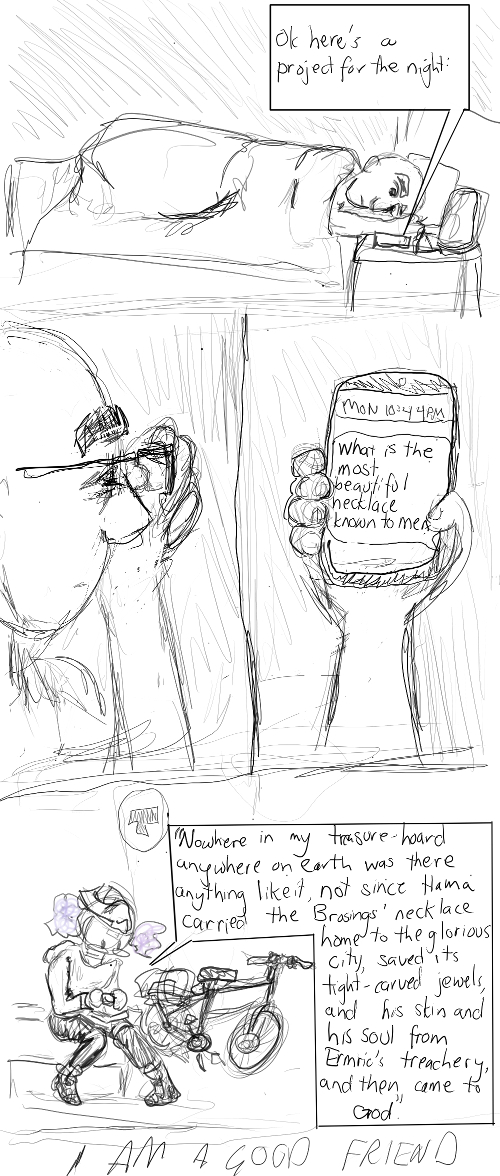 Ok here's a
project for the night:
MON 10:44 PM
What is the
most
beautiful
necklace
known to men
T
"Nowhere in my treasure-hoard
anywhere on earth was there
anything like it, not since Hama
carried the Brosings' necklace
home to the glorious
city, saved its
tight-carved jewels,
and his skin and
his soul from
Ermric's treachery,
and then came to
God."
I AM A GOOD FRIEND